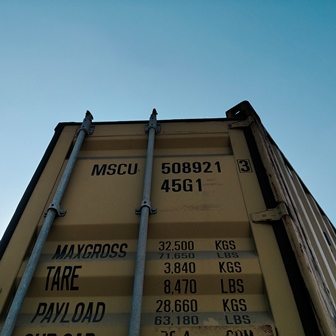 MSCU 508921 3
45G1
MAXGROSS 32.500 KGS
71.650 LBS
TARE 3.840 KGS
8.470 LBS
PAYLOAD 28.660 KGS
63.180 LBS